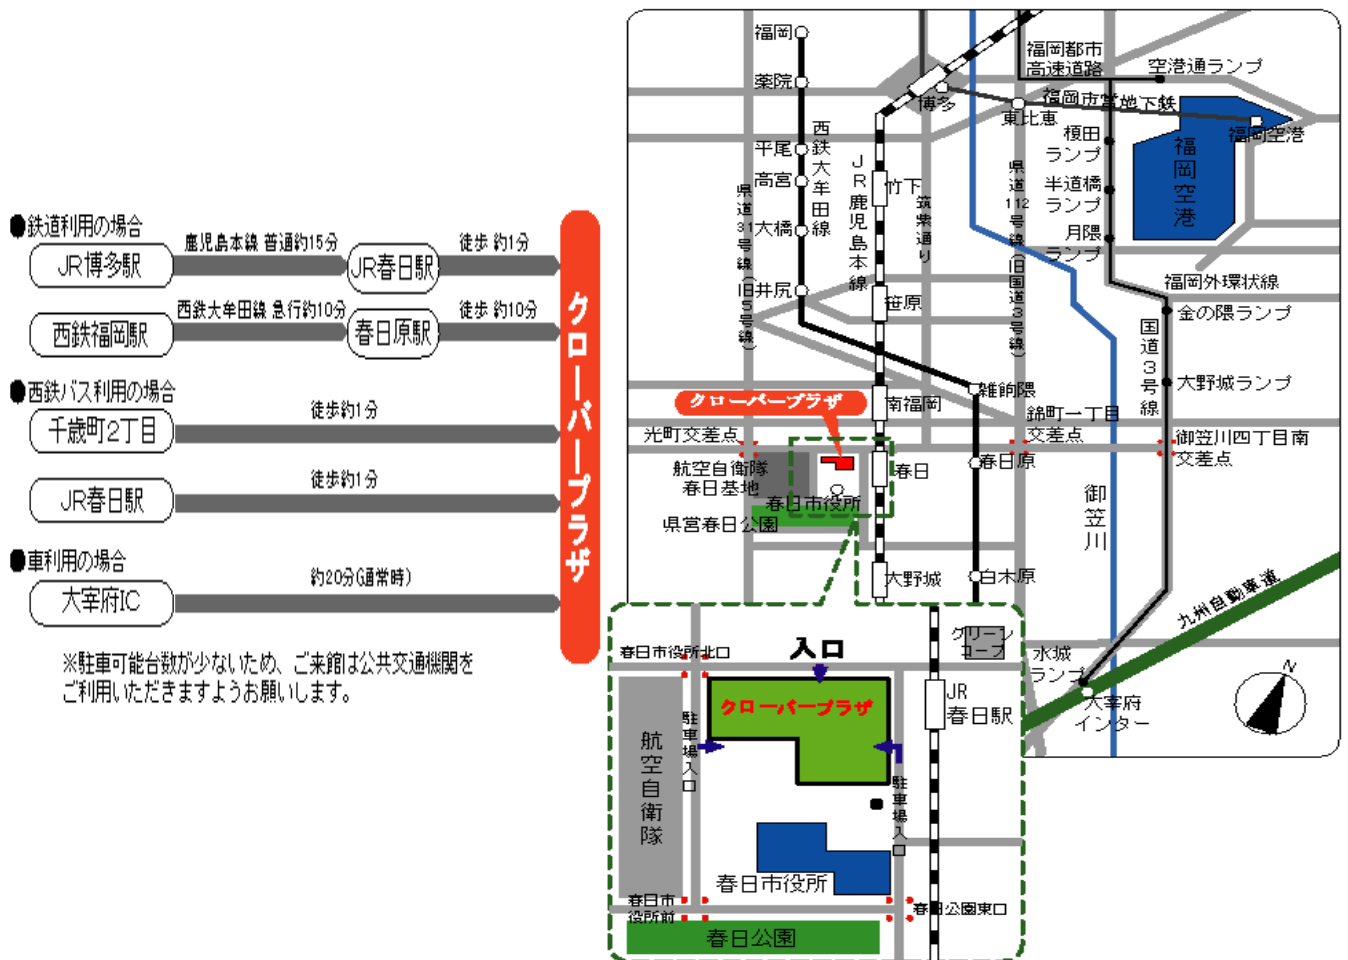 ●鉄道利用の場合
JR博多駅
鹿児島本線 普通約15分
JR春日駅
徒歩 約1分
西鉄福岡駅
西鉄大牟田線 急行約10分
春日原駅
徒歩 約10分
●西鉄バス利用の場合
千歳町2丁目
徒歩約1分
JR春日駅
徒歩約1分
●車利用の場合
大宰府IC
約20分(通常時)
クローバープラザ
※駐車可能台数が少ないため、ご来館は公共交通機関を
ご利用いただきますようお願いします。
福岡
薬院
平尾
高宮
大橋
井尻
西鉄大牟田線
県道31号線(旧5号線)
JR鹿児島本線
博多
竹下
笹原
南福岡
春日
大野城
筑紫通り
東比恵
福岡市営地下鉄
福岡空港
福岡空港
福岡都市
高速道路
空港通ランプ
榎田
ランプ
半道橋
ランプ
月隈
ランプ
県道112号線(旧国道3号線)
福岡外環状線
金の隈ランプ
国道3号線
大野城ランプ
雑餉隈
春日原
白木原
錦町一丁目
交差点
御笠川四丁目南
交差点
光町交差点
クローバープラザ
航空自衛隊
春日基地
春日市役所
県営春日公園
御笠川
九州自動車道
水城
ランプ
大宰府
インター
N
春日市役所北口
入口
グリーン
コープ
クローバープラザ
JR
春日駅
航空自衛隊
駐車場入口
駐車場入口
春日市役所
春日市
役所前
春日公園東口
春日公園